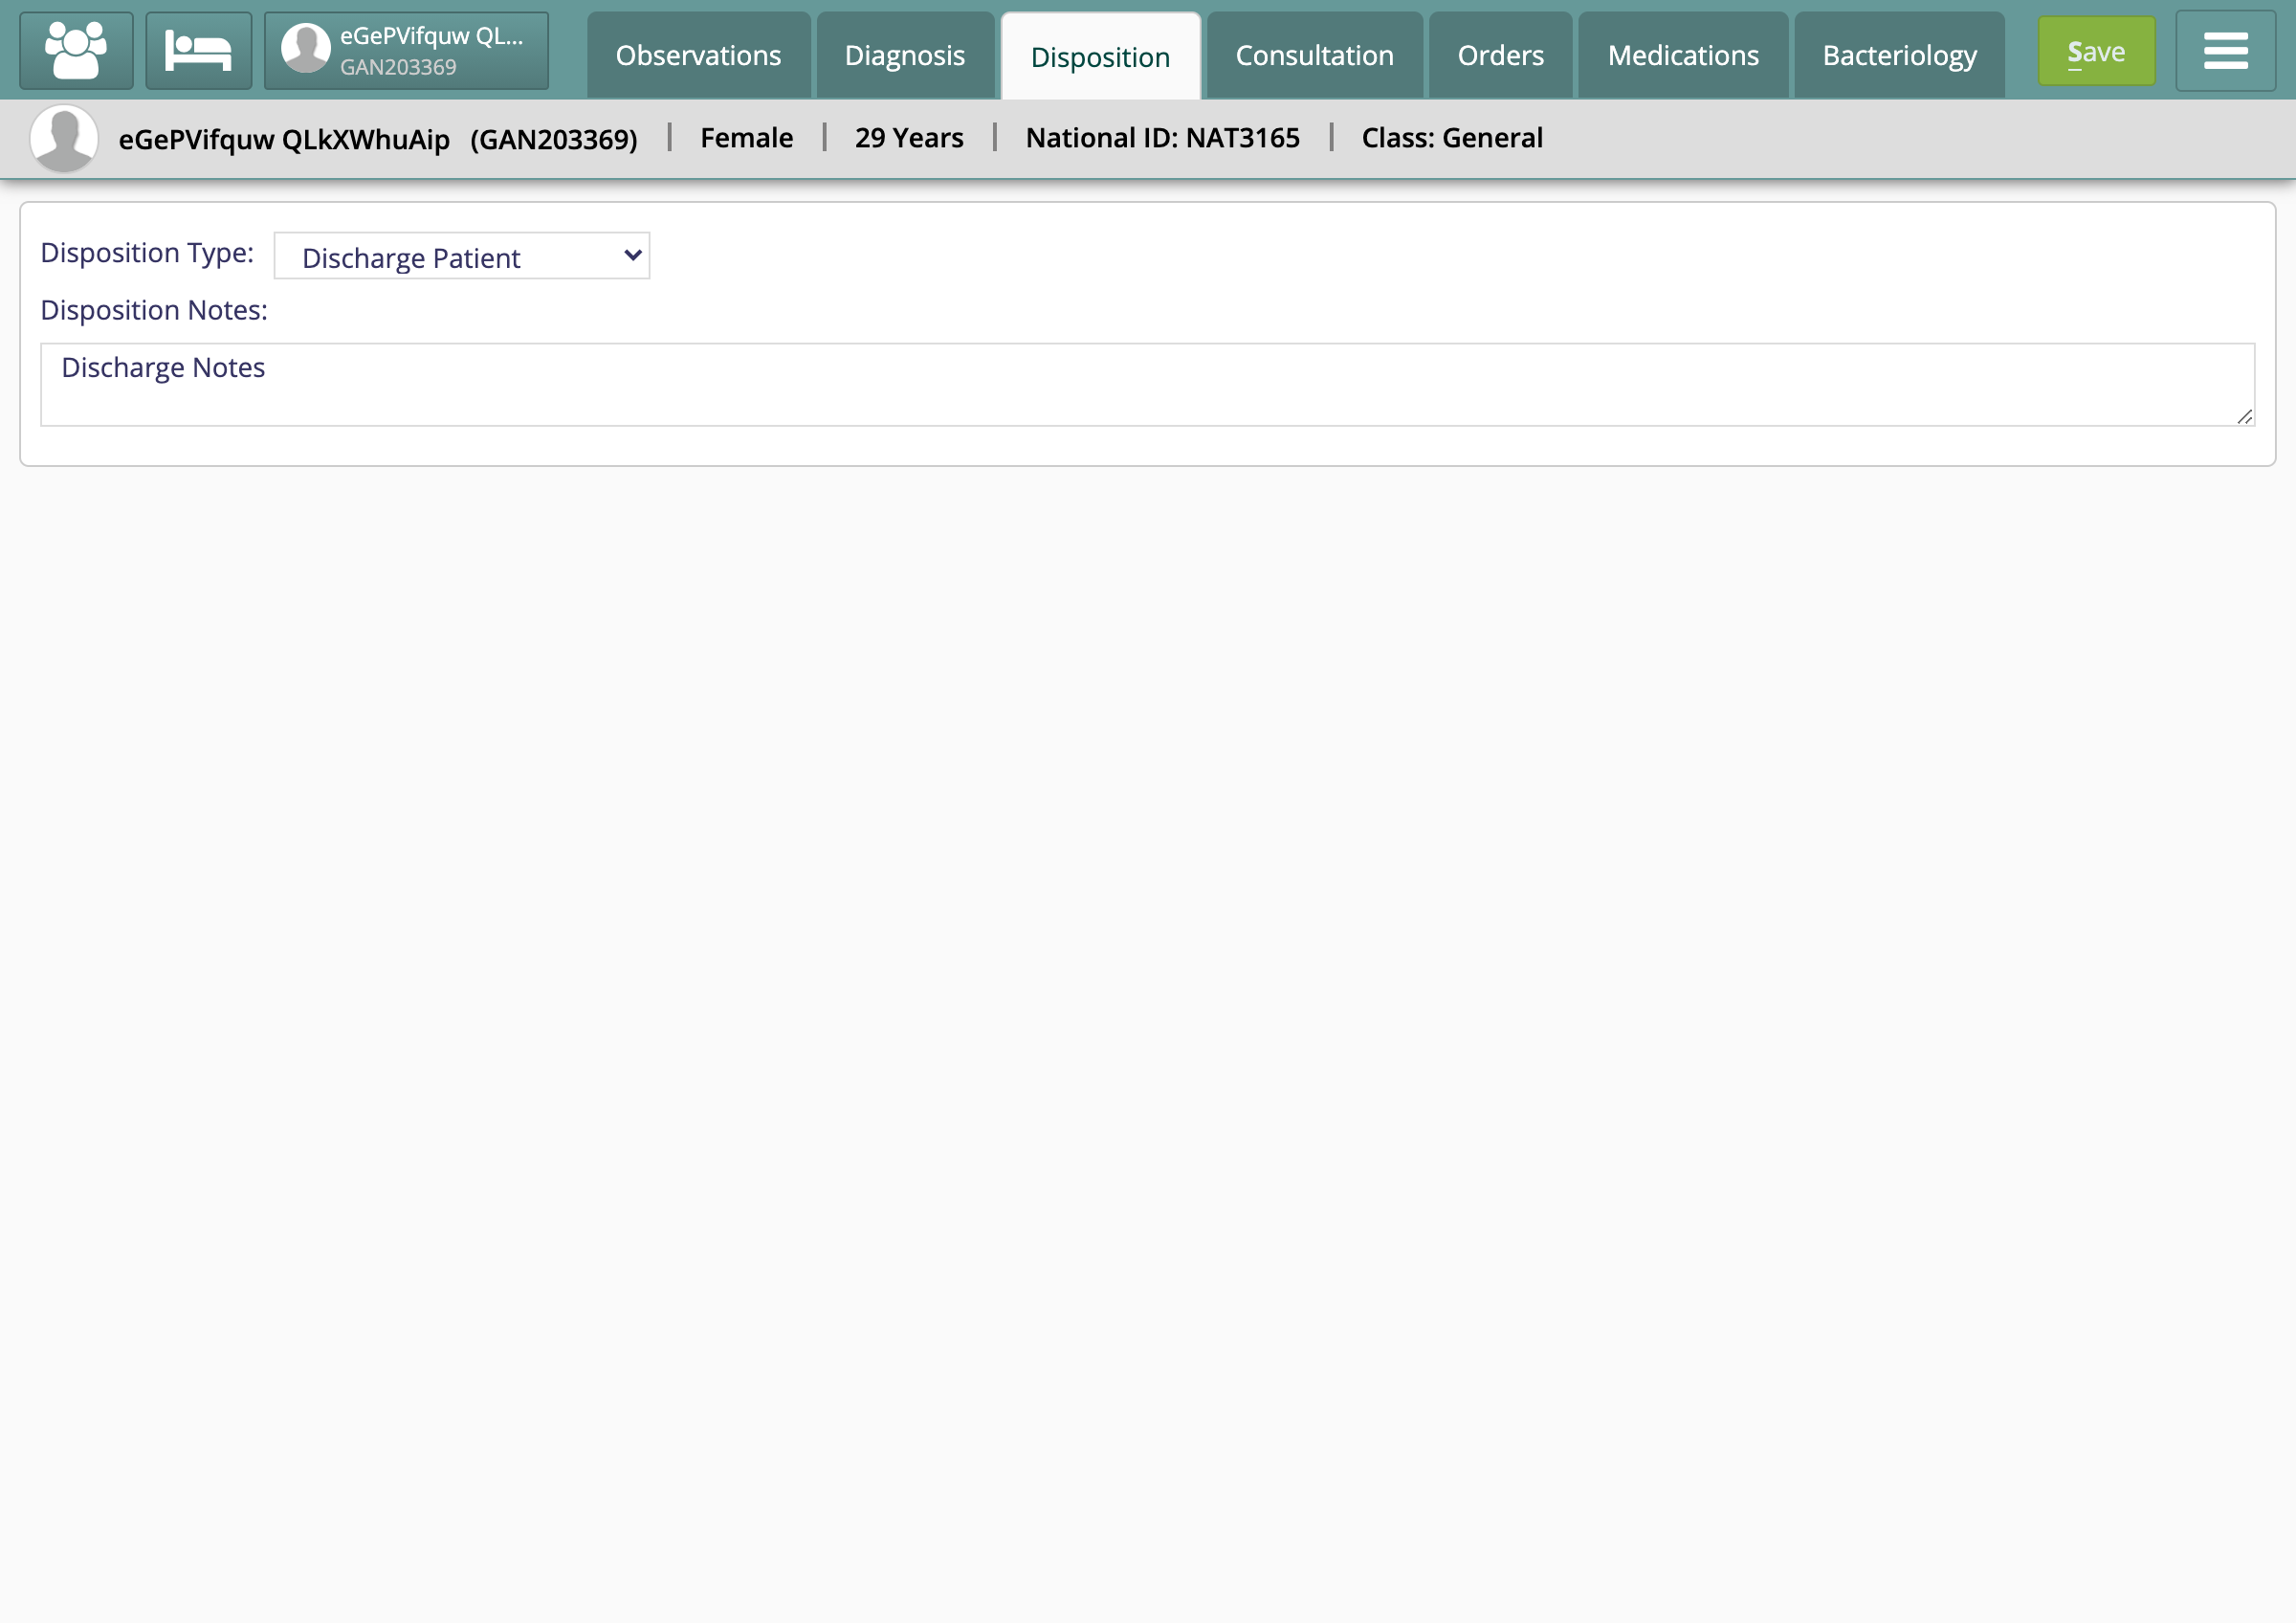 eGePVifquw QL...
GAN203369
Observations
Diagnosis
Disposition
Consultation
Orders
Medications
Bacteriology
Save
eGePVifquw QLkXWhuAip (GAN203369) | Female | 29 Years | National ID: NAT3165 | Class: General
Disposition Type: Discharge Patient
Disposition Notes:
Discharge Notes